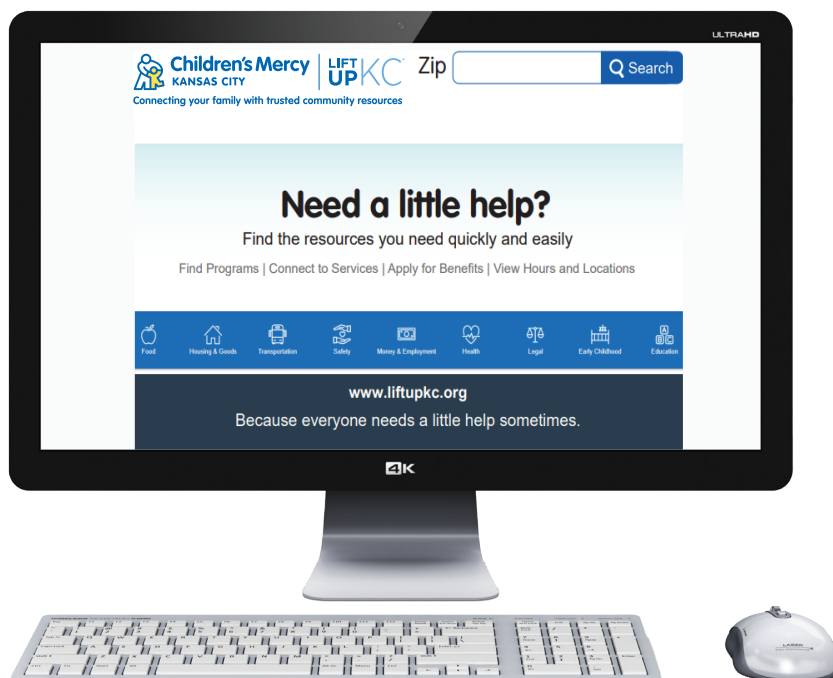 ULTRAHD
Children's Mercy
KANSAS CITY
LIFT
UPKC
Connecting your family with trusted community resources
Zip
Search
Need a little help?
Find the resources you need quickly and easily
Find Programs | Connect to Services | Apply for Benefits | View Hours and Locations
Food Housing & Goods Transportation Safety Money & Employment Health Legal Early Childhood Education
www.liftupkc.org
Because everyone needs a little help sometimes.
4K